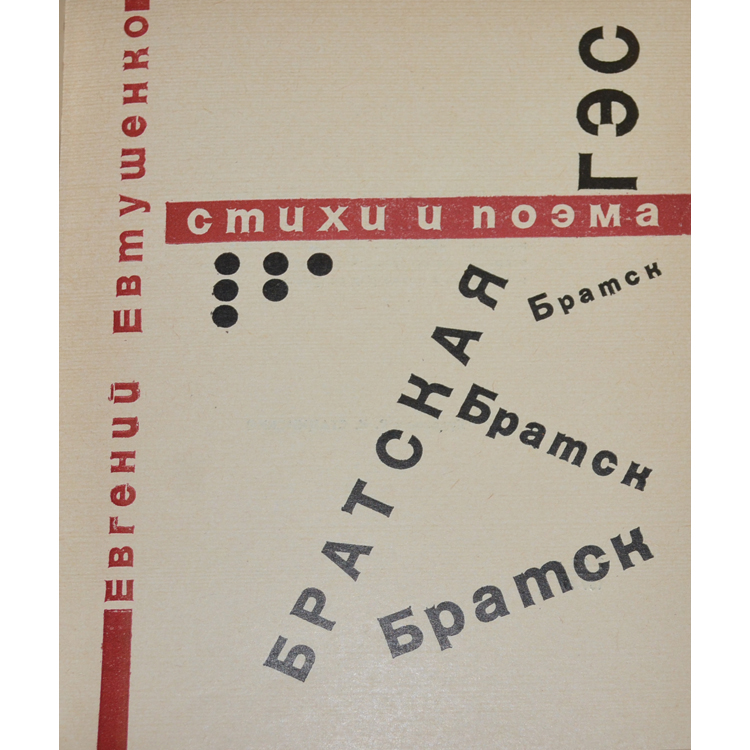 Евгений Евтушенко
ГЭС
стихи и поэма
БРАТСКАЯ
Братск
Братск
Братск